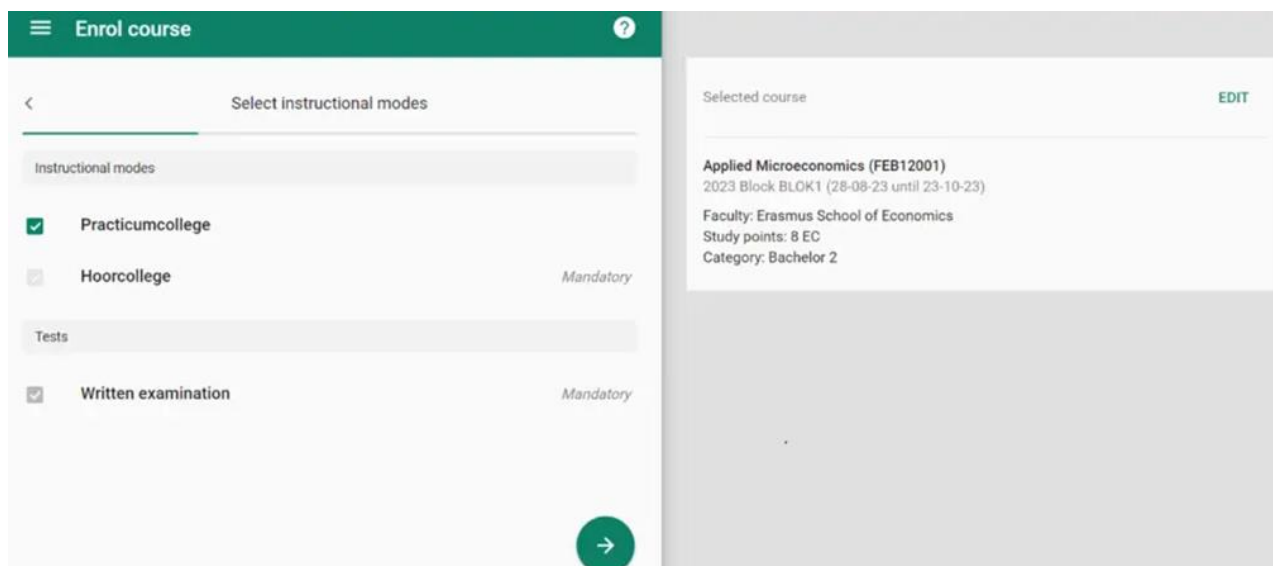 Enrol course
?
Select instructional modes
Instructional modes
Practicumcollege
Hoorcollege Mandatory
Tests
Written examination Mandatory
Selected course EDIT
Applied Microeconomics (FEB12001)
2023 Block BLOK1 (28-08-23 until 23-10-23)
Faculty: Erasmus School of Economics
Study points: 8 EC
Category: Bachelor 2